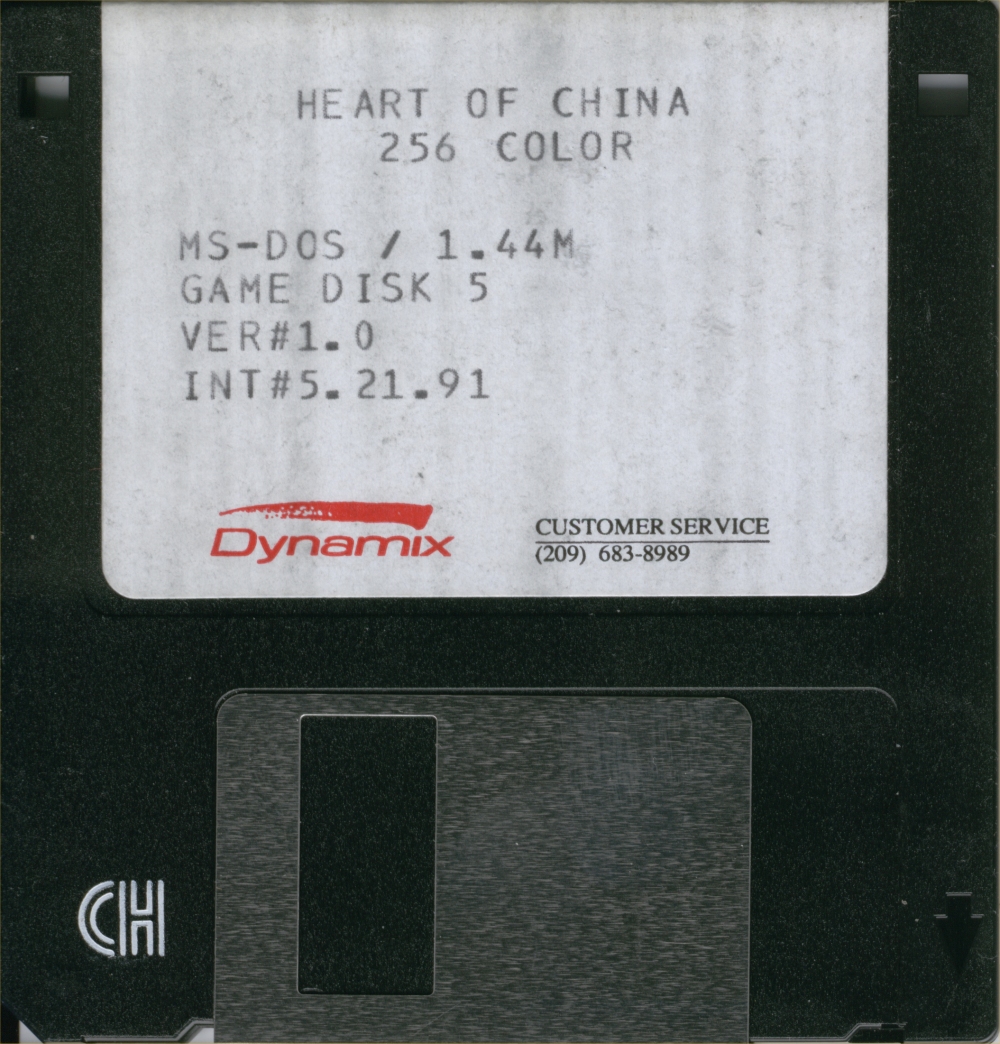 HEART OF CHINA
256 COLOR
MS-DOS / 1.44M
GAME DISK 5
VER#1.0
INT#5.21.91
Dynamix
CUSTOMER SERVICE
(209) 683-8989
CH